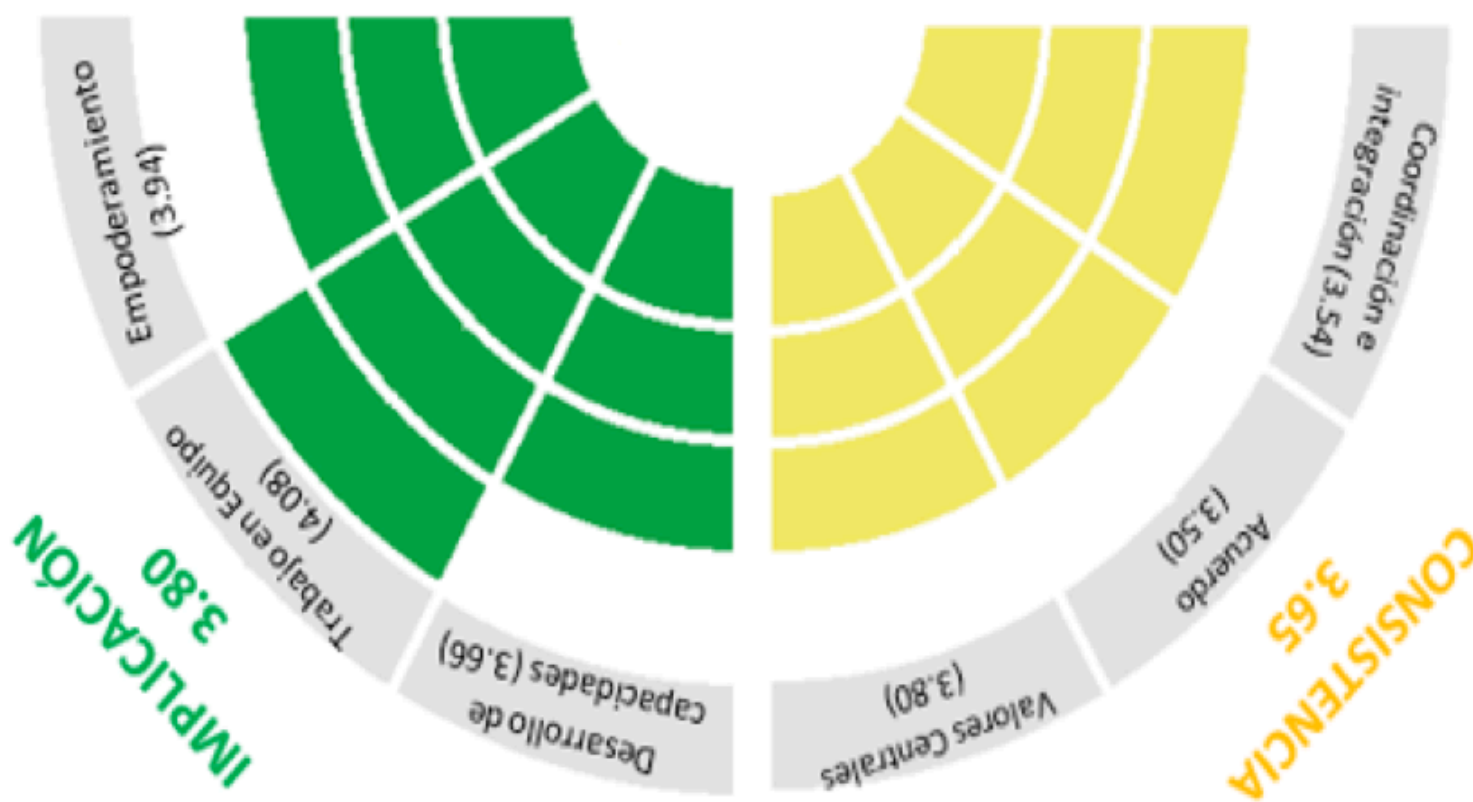 Empoderamiento
(3.94)
Trabajo en Equipo
(4.08)
Desarrollo de
capacidades (3.66)
IMPLICACIÓN
3.80
Coordinación e
integración (3.54)
Acuerdo
(3.50)
Valores Centrales
(3.80)
CONSISTENCIA
3.65